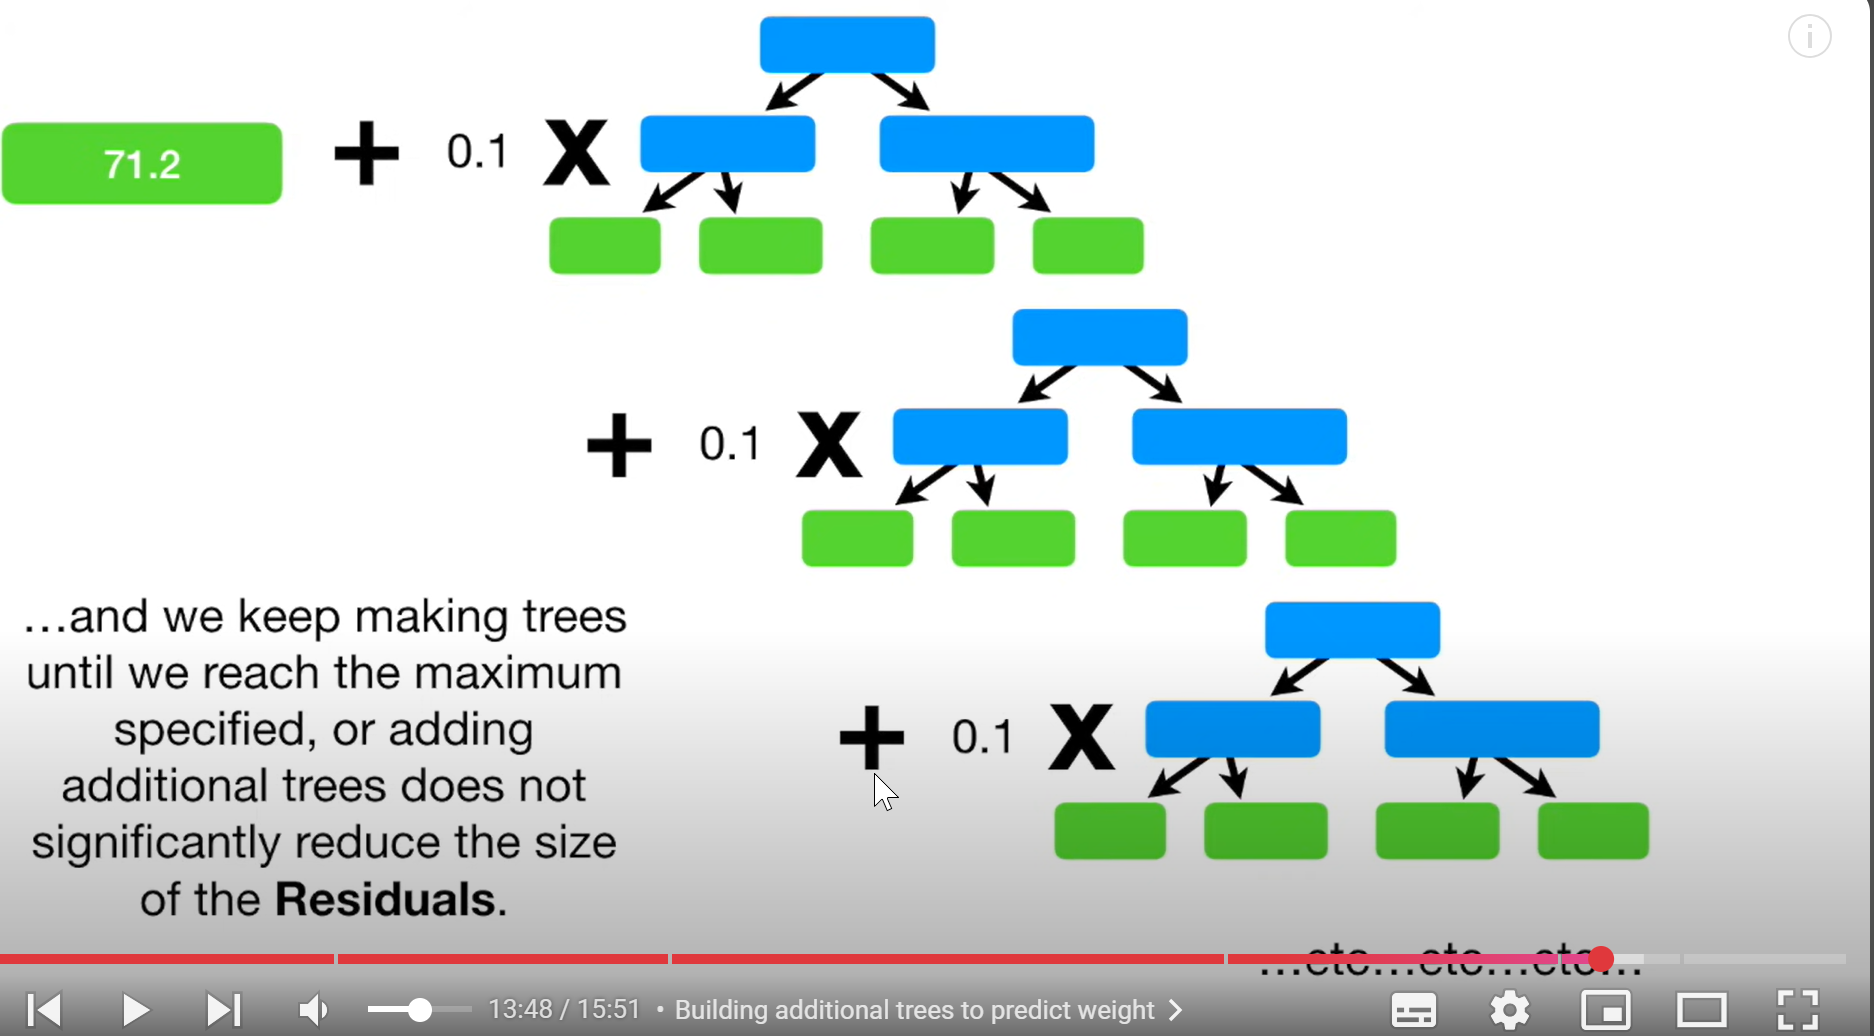 71.2
+ 0.1 X
+ 0.1 X
...and we keep making trees
until we reach the maximum
specified, or adding
additional trees does not
significantly reduce the size
of the Residuals.
+ 0.1 X
...etc...etc...etc...
13:48 / 15:51 • Building additional trees to predict weight